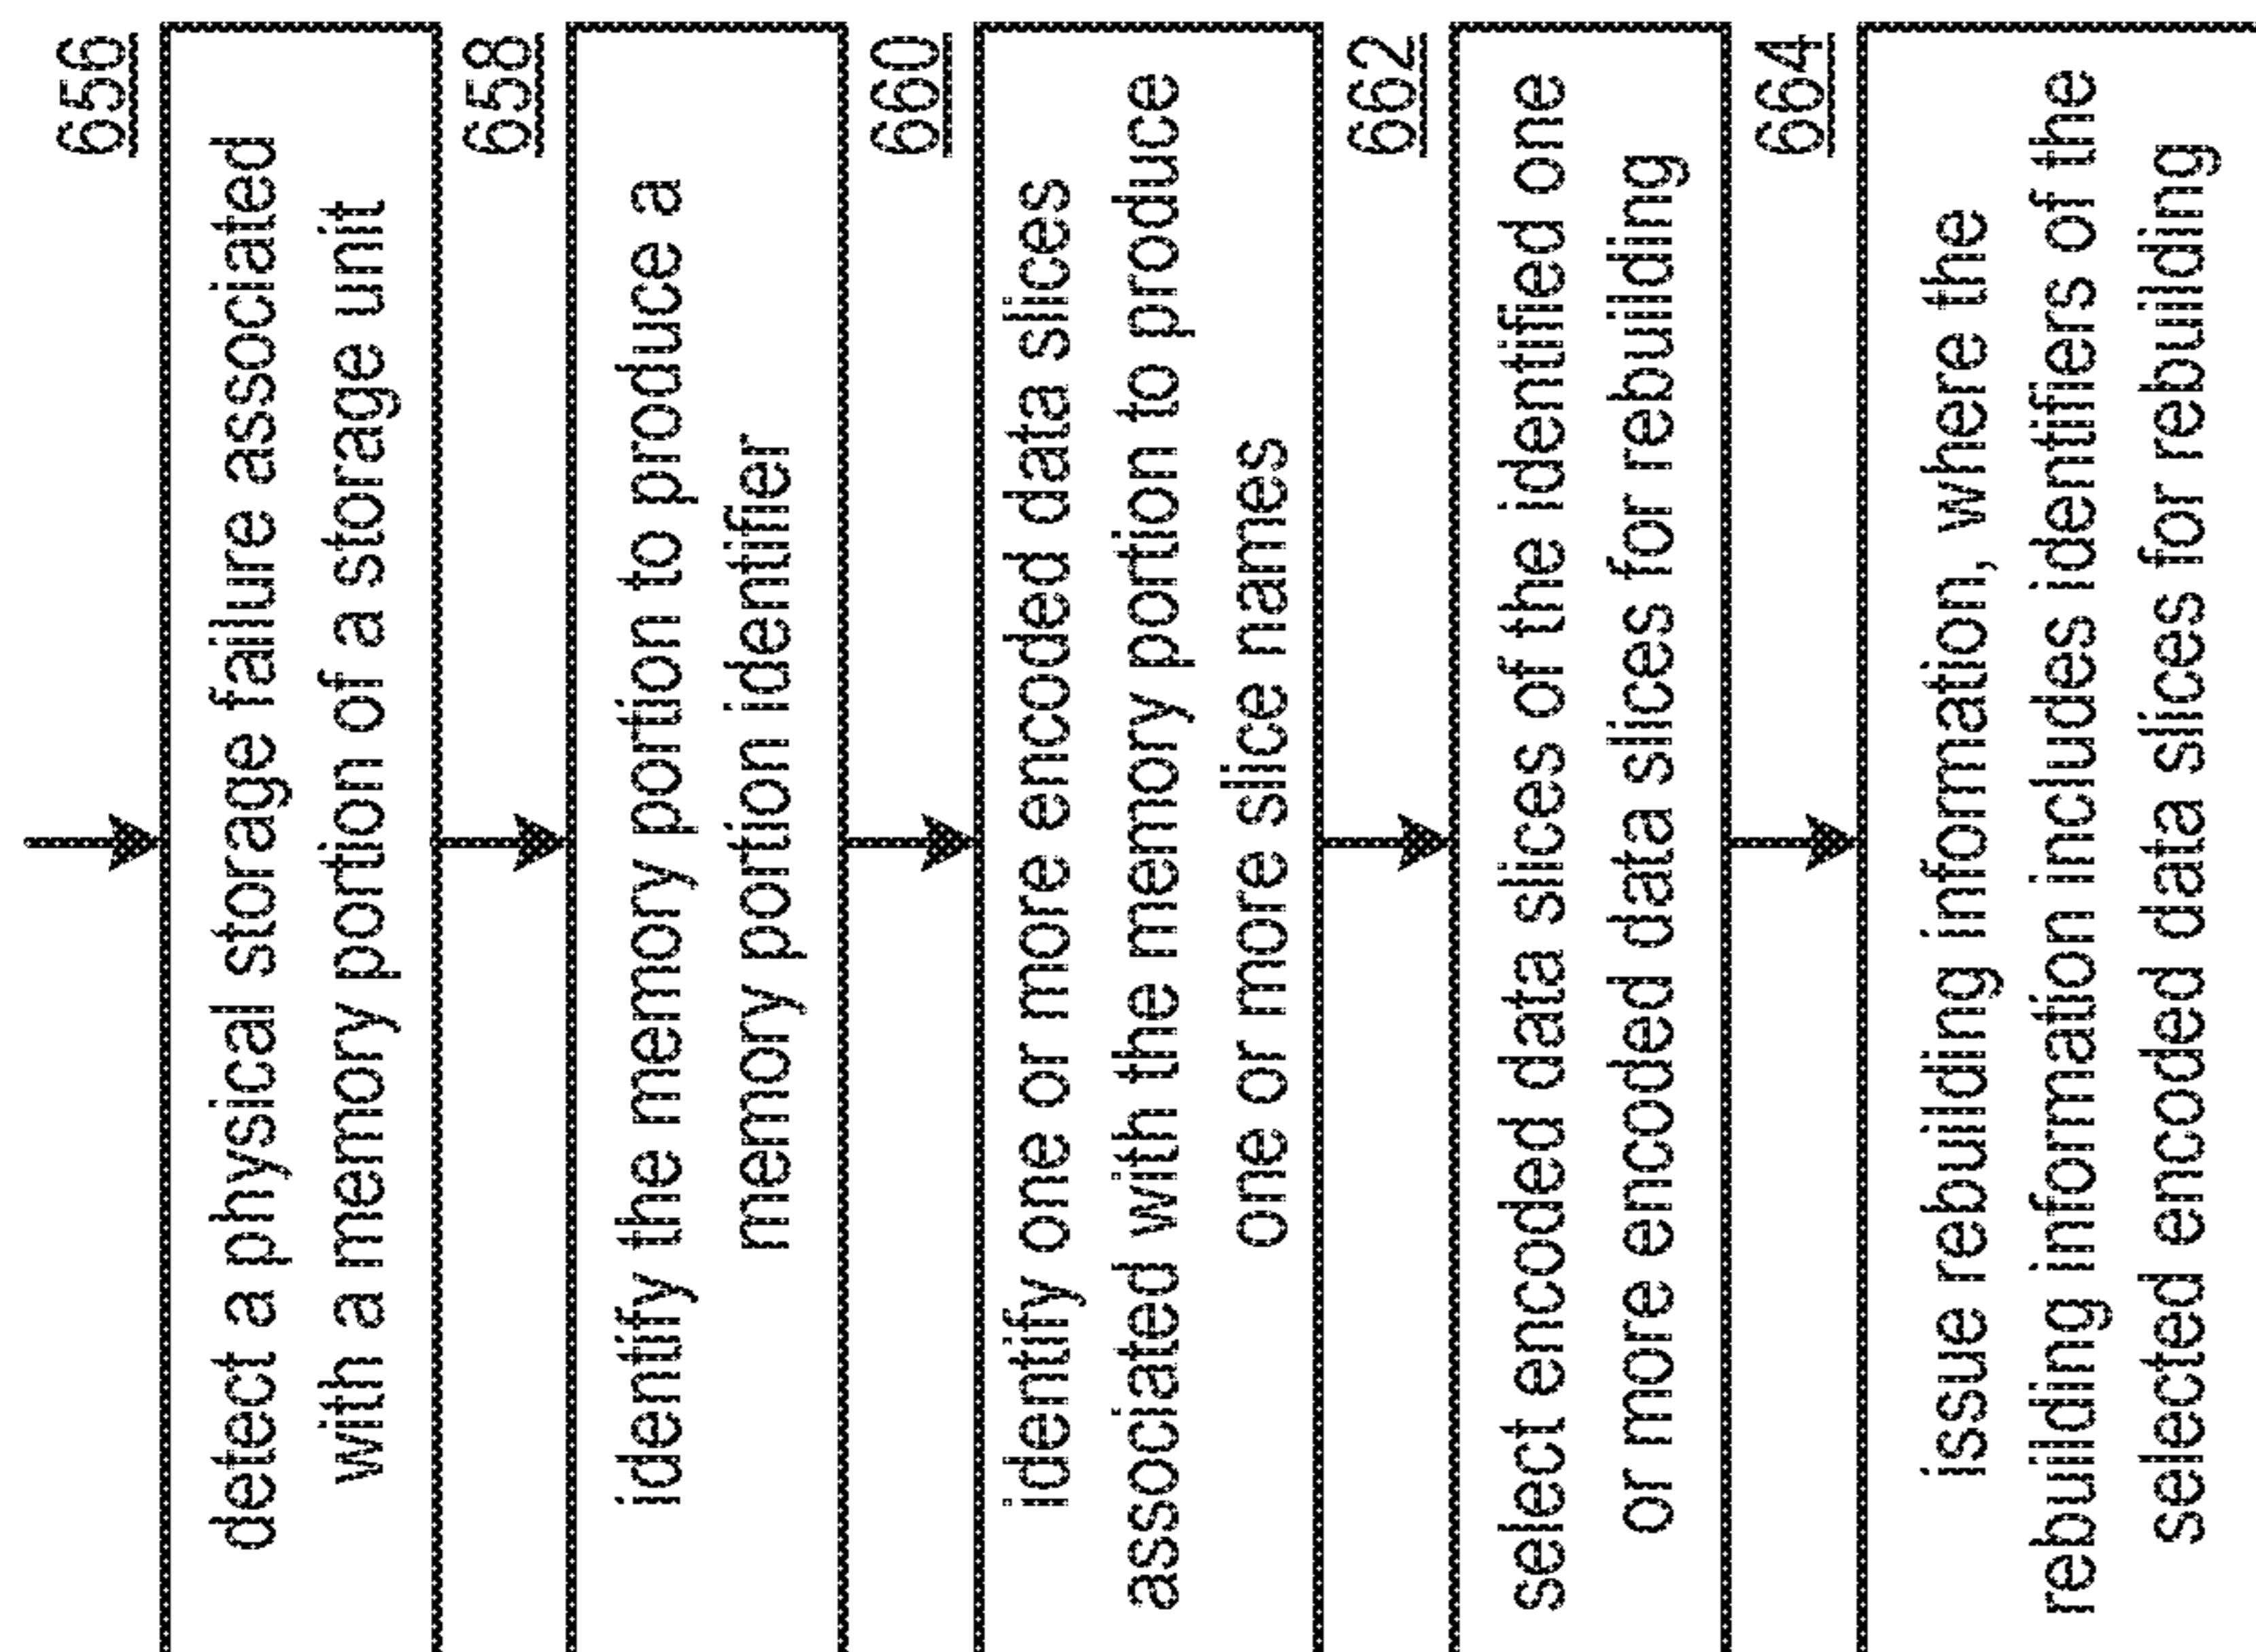 656
detect a physical storage failure associated
with a memory portion of a storage unit
658
identify the memory portion to produce a
memory portion identifier
660
identify one or more encoded data slices
associated with the memory portion to produce
one or more slice names
662
select encoded data slices of the identified one
or more encoded data slices for rebuilding
664
issue rebuilding information, where the
rebuilding information includes identifiers of the
selected encoded data slices for rebuilding